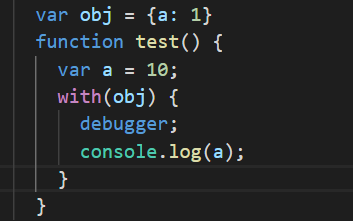 var obj = {a: 1}
function test() {
  var a = 10;
  with(obj) {
    debugger;
    console.log(a);
  }
}